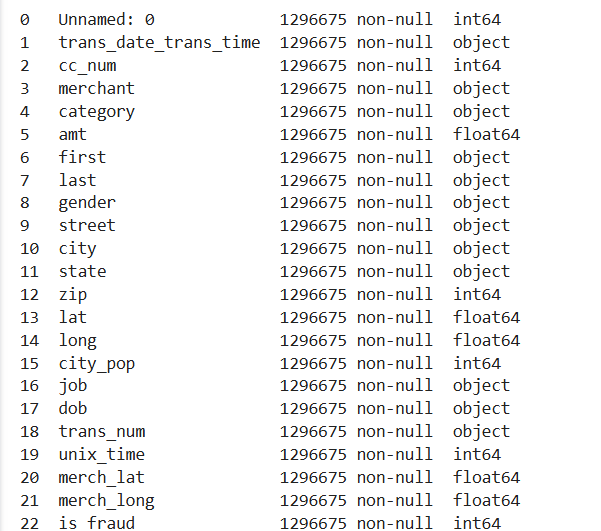 0 Unnamed: 0 1296675 non-null int64
1 trans_date_trans_time 1296675 non-null object
2 cc_num 1296675 non-null int64
3 merchant 1296675 non-null object
4 category 1296675 non-null object
5 amt 1296675 non-null float64
6 first 1296675 non-null object
7 last 1296675 non-null object
8 gender 1296675 non-null object
9 street 1296675 non-null object
10 city 1296675 non-null object
11 state 1296675 non-null object
12 zip 1296675 non-null int64
13 lat 1296675 non-null float64
14 long 1296675 non-null float64
15 city_pop 1296675 non-null int64
16 job 1296675 non-null object
17 dob 1296675 non-null object
18 trans_num 1296675 non-null object
19 unix_time 1296675 non-null int64
20 merch_lat 1296675 non-null float64
21 merch_long 1296675 non-null float64
22 is_fraud 1296675 non-null int64